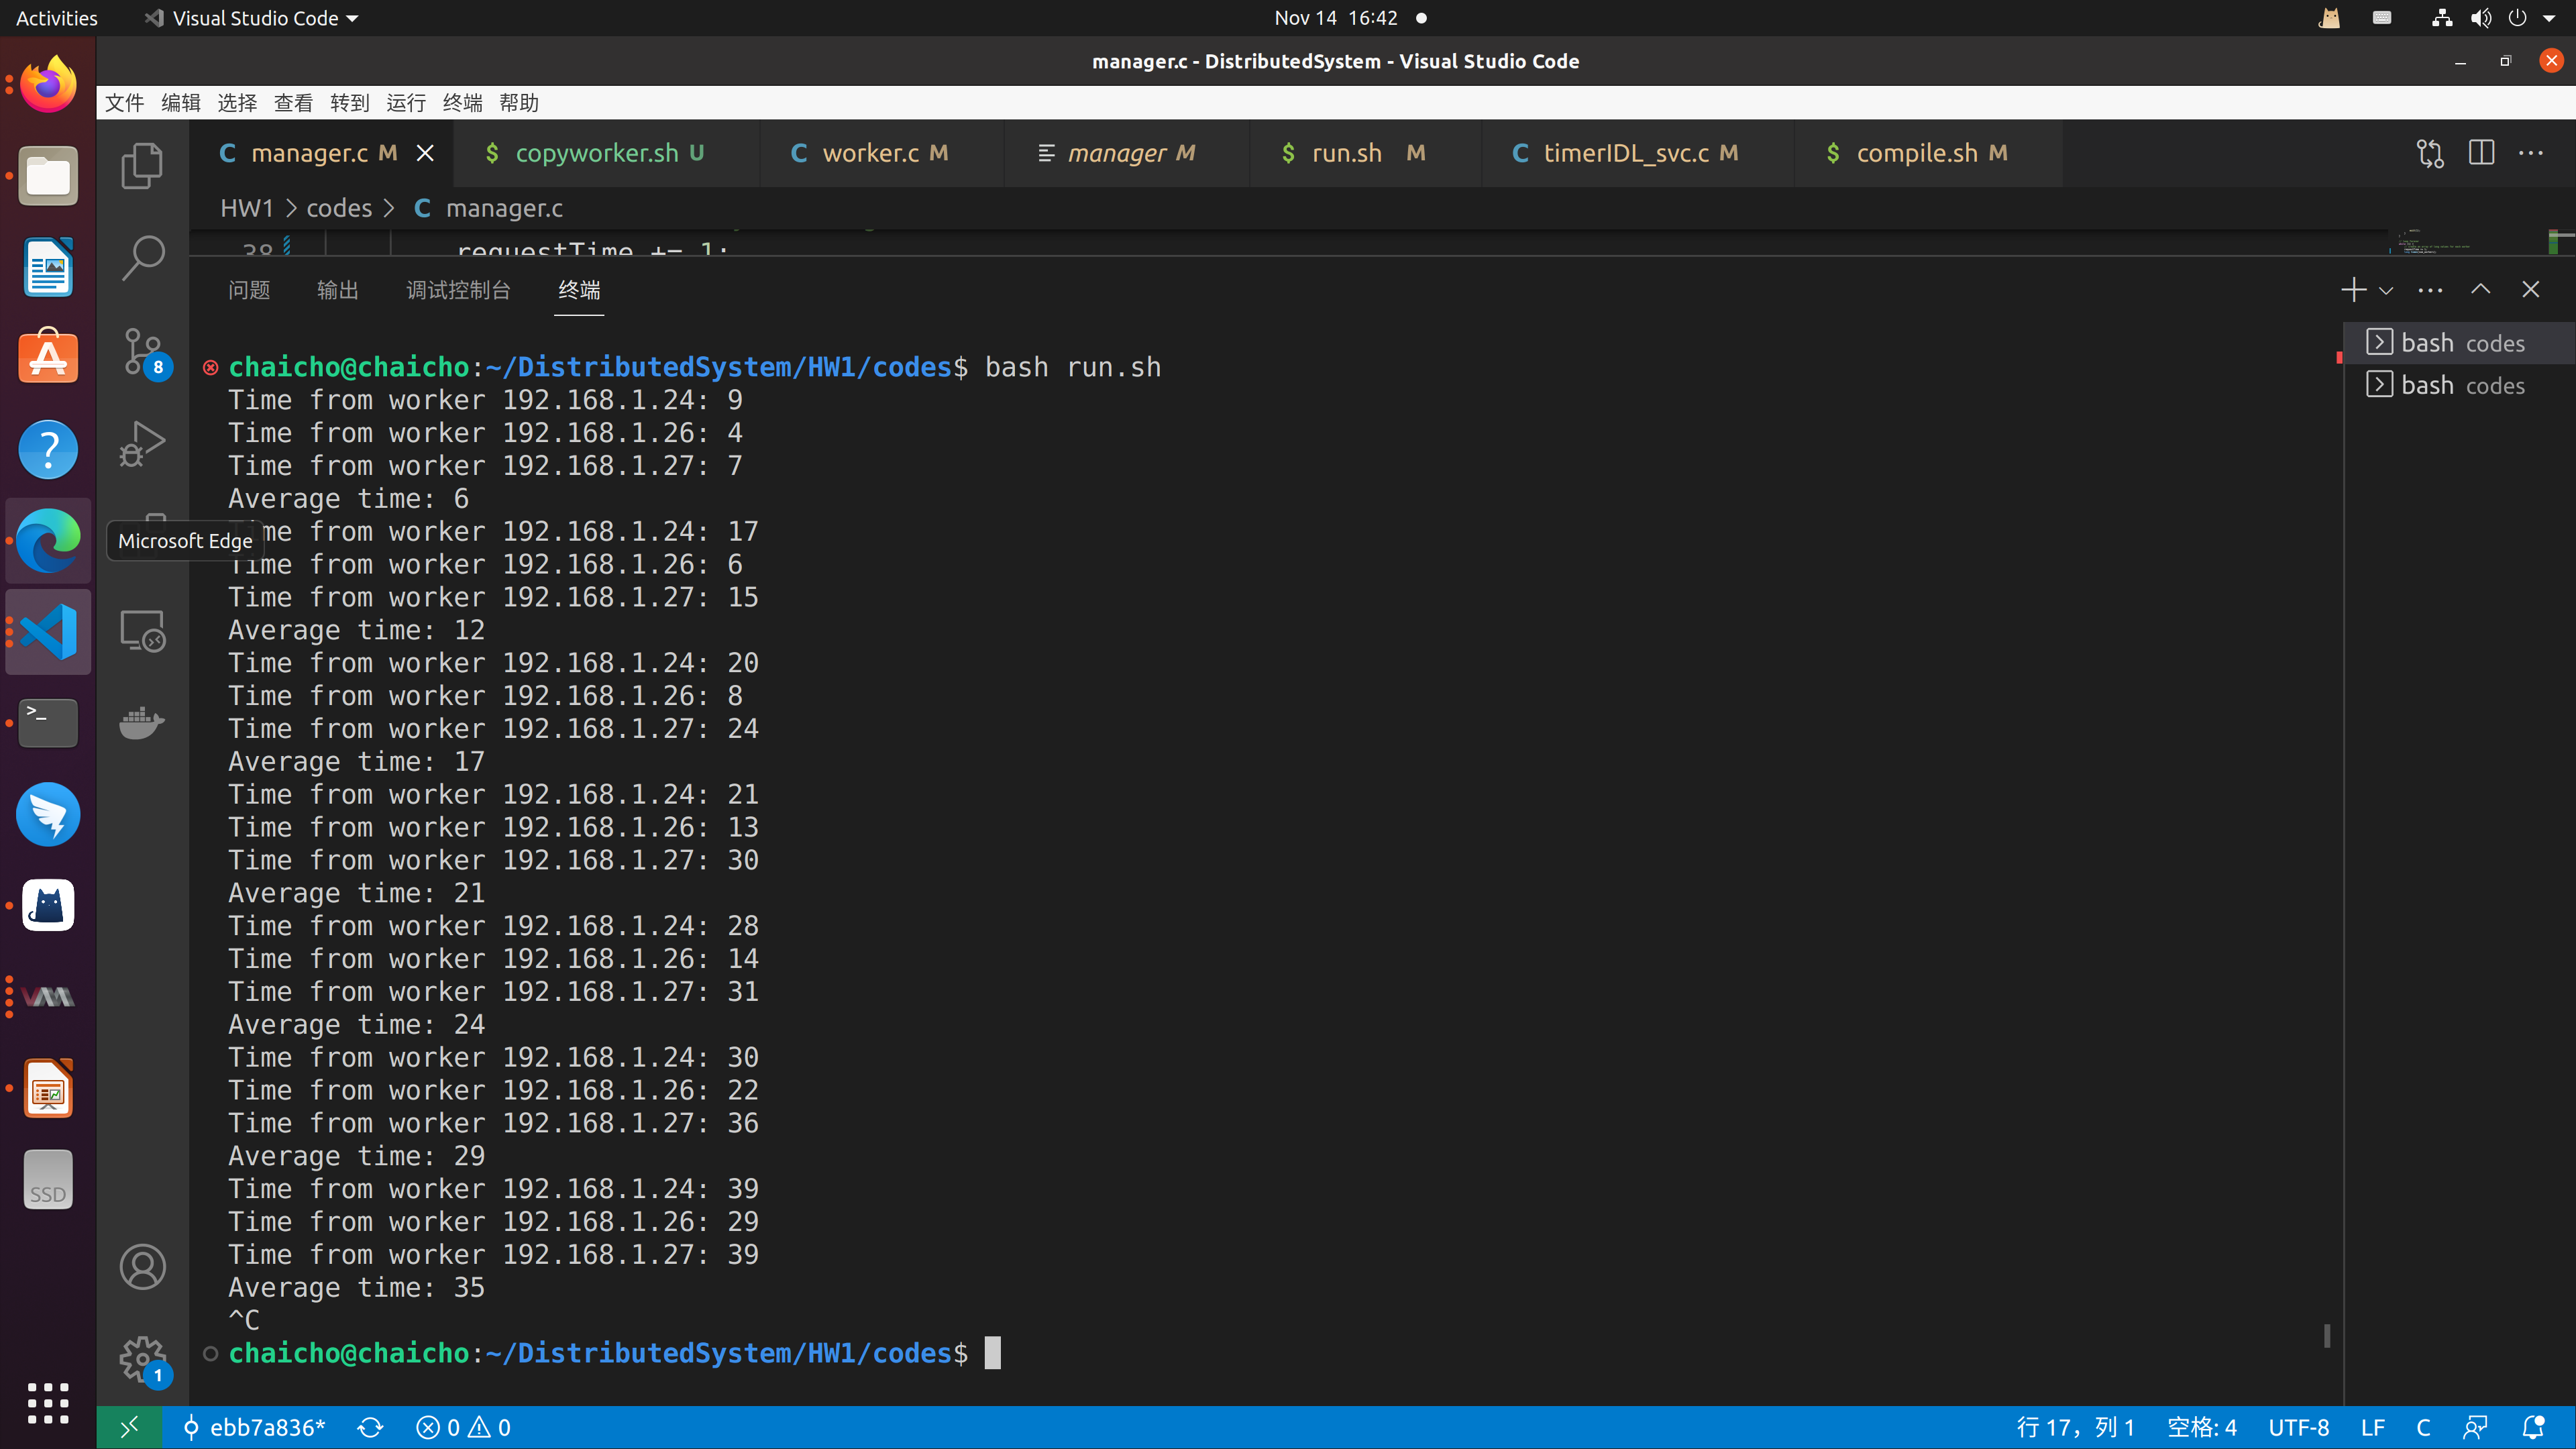 Activities
Visual Studio Code
Nov 14 16:42
manager.c - DistributedSystem - Visual Studio Code
文件 编辑 选择 查看 转到 运行 终端 帮助
manager.c M
$ copyworker.sh U
C worker.c M
manager M
$ run.sh M
C timerIDL_svc.c M
$ compile.sh M
HW1 > codes > C manager.c
38 requestTime += 1;
问题 输出 调试控制台 终端
bash codes
bash codes
chaicho@chaicho:~/DistributedSystem/HW1/codes$ bash run.sh
Time from worker 192.168.1.24: 9
Time from worker 192.168.1.26: 4
Time from worker 192.168.1.27: 7
Average time: 6
Time from worker 192.168.1.24: 17
Time from worker 192.168.1.26: 6
Time from worker 192.168.1.27: 15
Average time: 12
Time from worker 192.168.1.24: 20
Time from worker 192.168.1.26: 8
Time from worker 192.168.1.27: 24
Average time: 17
Time from worker 192.168.1.24: 21
Time from worker 192.168.1.26: 13
Time from worker 192.168.1.27: 30
Average time: 21
Time from worker 192.168.1.24: 28
Time from worker 192.168.1.26: 14
Time from worker 192.168.1.27: 31
Average time: 24
Time from worker 192.168.1.24: 30
Time from worker 192.168.1.26: 22
Time from worker 192.168.1.27: 36
Average time: 29
Time from worker 192.168.1.24: 39
Time from worker 192.168.1.26: 29
Time from worker 192.168.1.27: 39
Average time: 35
^C
chaicho@chaicho:~/DistributedSystem/HW1/codes$
Microsoft Edge
8
SSD
1
ebb7a836* 0 0
行 17，列 1 空格: 4 UTF-8 LF C